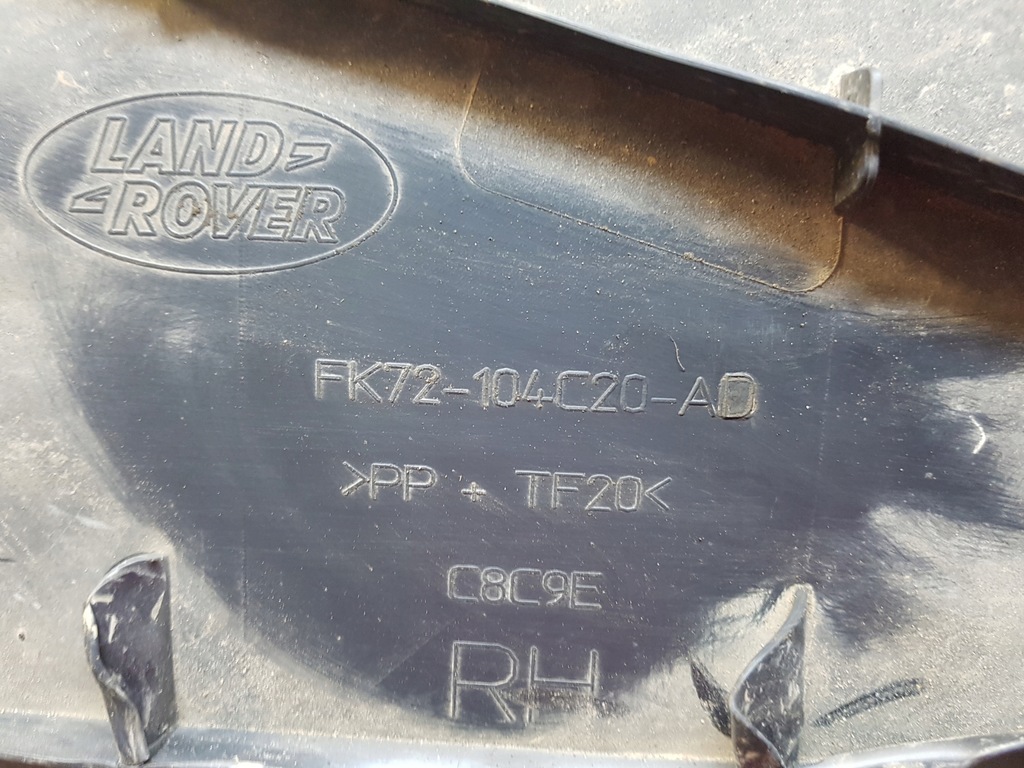 LAND
ROVER
FK72-104C20-AD
>PP + TF20<
C8C9E
RH